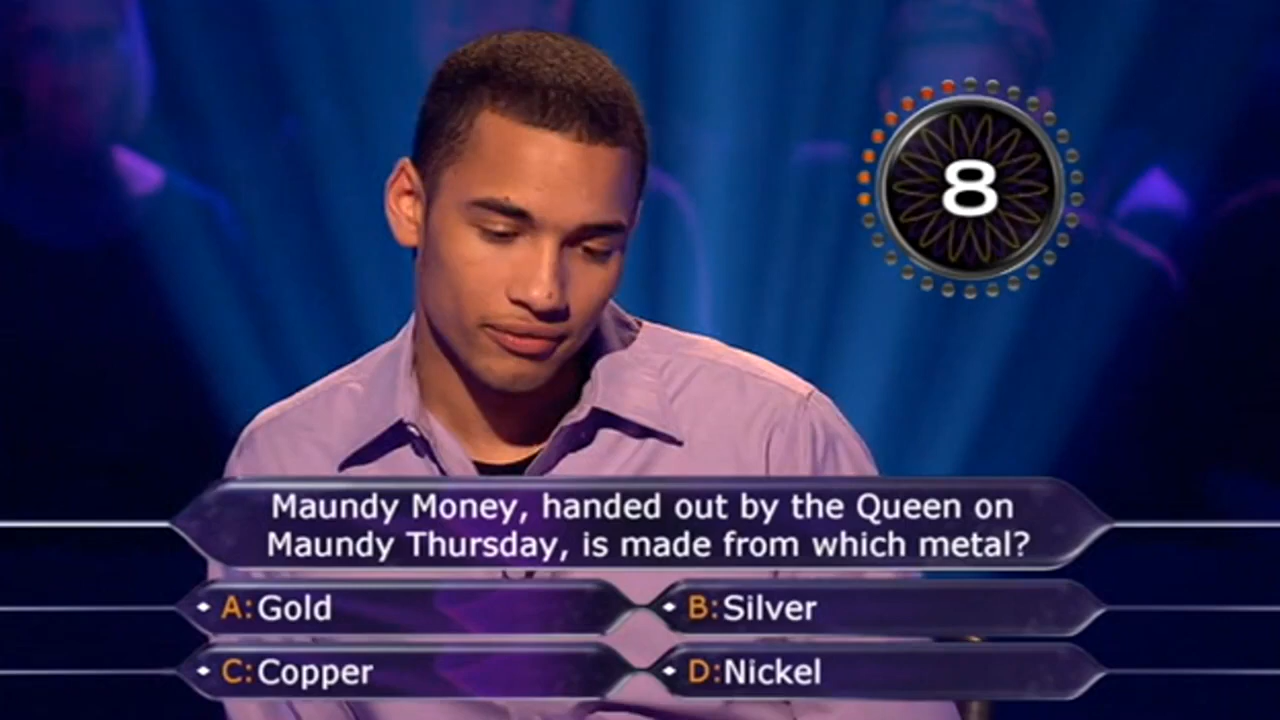 8
Maundy Money, handed out by the Queen on
Maundy Thursday, is made from which metal?
A: Gold
B: Silver
C: Copper
D: Nickel